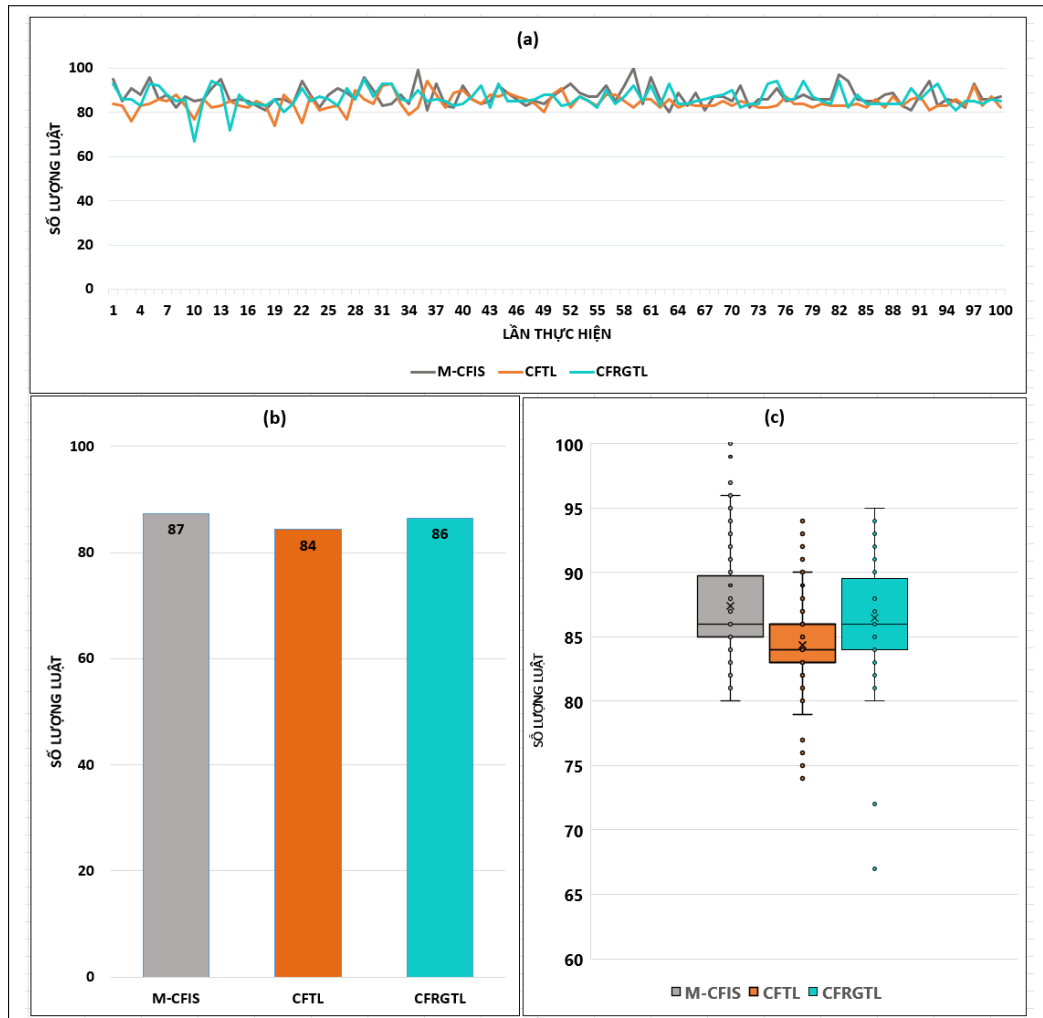 (a)
100
80
60
40
20
0
SỐ LƯỢNG LUẬT
1 4 7 10 13 16 19 22 25 28 31 34 37 40 43 46 49 52 55 58 61 64 67 70 73 76 79 82 85 88 91 94 97 100
LẦN THỰC HIỆN
M-CFIS CFTL CFRGTL
(b)
100
80
60
40
20
0
SỐ LƯỢNG LUẬT
87 84 86
M-CFIS CFTL CFRGTL
(c)
100
95
90
85
80
75
70
65
60
SỐ LƯỢNG LUẬT
M-CFIS CFTL CFRGTL